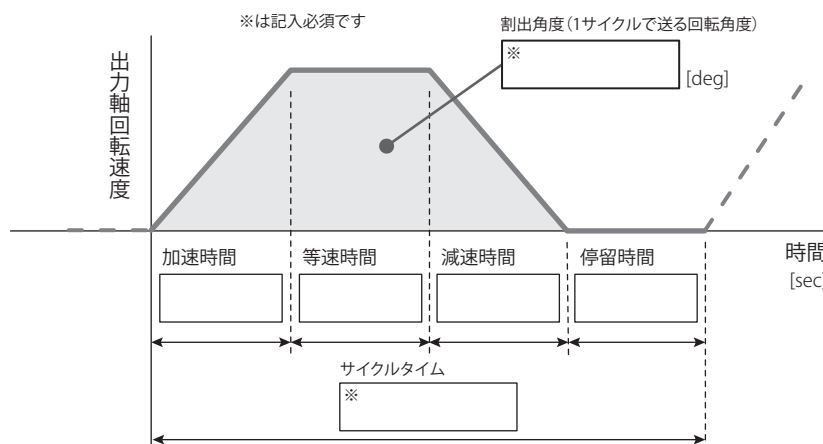 ※は記入必須です
割出角度(1サイクルで送る回転角度)
※
[deg]
出力軸回転速度
加速時間
等速時間
減速時間
停留時間
時間
[sec]
サイクルタイム
※